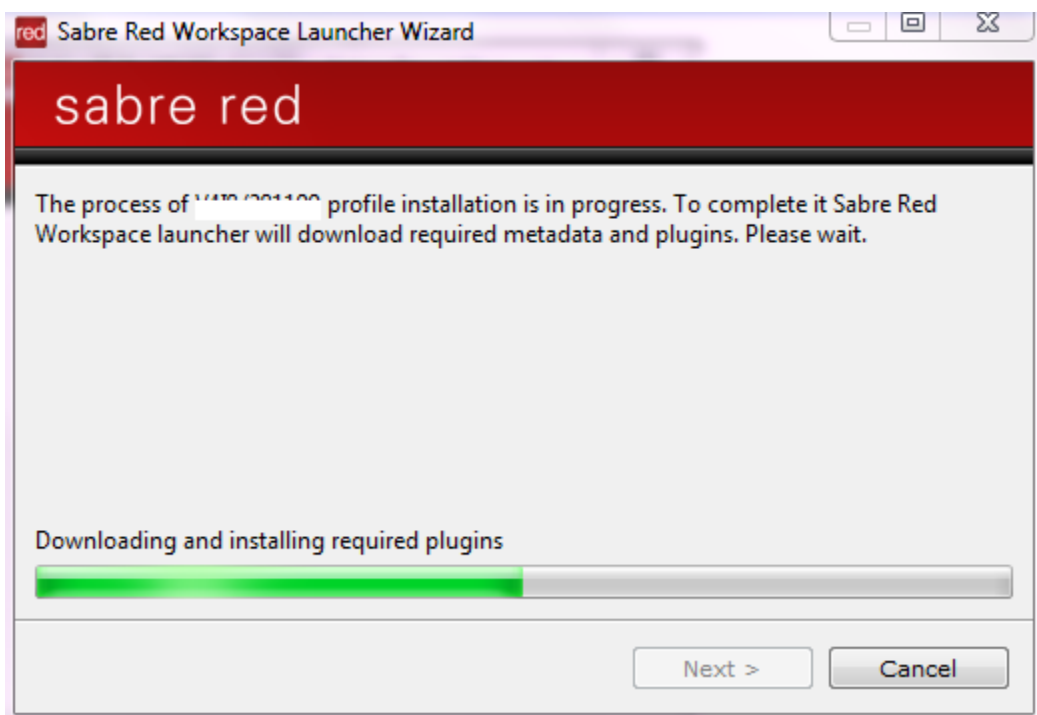 red Sabre Red Workspace Launcher Wizard
sabre red
The process of profile installation is in progress. To complete it Sabre Red
Workspace launcher will download required metadata and plugins. Please wait.
Downloading and installing required plugins
Next > Cancel